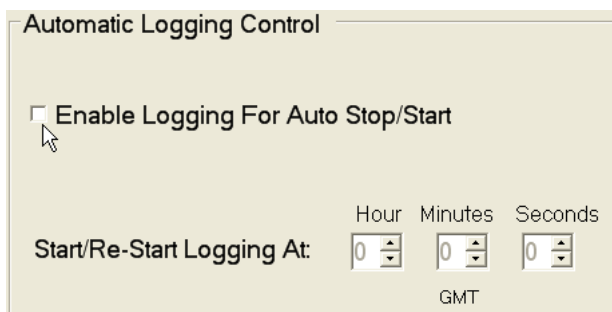 Automatic Logging Control
Enable Logging For Auto Stop/Start
Hour Minutes Seconds
Start/Re-Start Logging At: 0 0 0
GMT